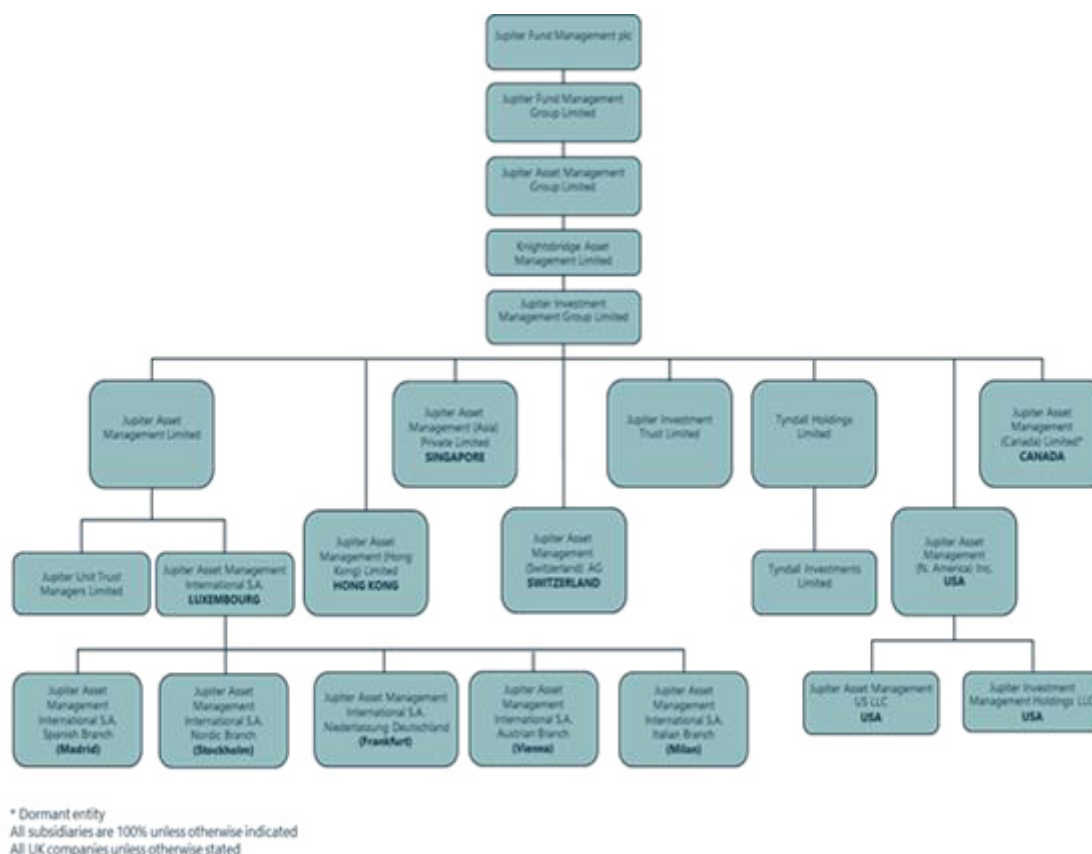 Jupiter Fund Management plc
Jupiter Fund Management
Group Limited
Jupiter Asset Management
Group Limited
Knightsbridge Asset
Management Limited
Jupiter Investment
Management Group Limited
Jupiter Asset
Management Limited
Jupiter Asset
Management (Asia)
Private Limited
SINGAPORE
Jupiter Investment
Trust Limited
Tyndall Holdings
Limited
Jupiter Asset
Management
(Canada) Limited*
CANADA
Jupiter Unit Trust
Managers Limited
Jupiter Asset Management
International S.A.
LUXEMBOURG
Jupiter Asset
Management (Hong
Kong) Limited
HONG KONG
Jupiter Asset
Management
(Switzerland) AG
SWITZERLAND
Tyndall Investments
Limited
Jupiter Asset
Management
(N. America) Inc.
USA
Jupiter Asset
Management
International S.A.
Spanish Branch
(Madrid)
Jupiter Asset
Management
International S.A.
Nordic Branch
(Stockholm)
Jupiter Asset Management
International S.A.
Niederlassung Deutschland
(Frankfurt)
Jupiter Asset
Management
International S.A.
Austrian Branch
(Vienna)
Jupiter Asset
Management
International S.A.
Italian Branch
(Milan)
Jupiter Asset Management
US LLC
USA
Jupiter Investment
Management Holdings LLC
USA
* Dormant entity
All subsidiaries are 100% unless otherwise indicated
All UK companies unless otherwise stated